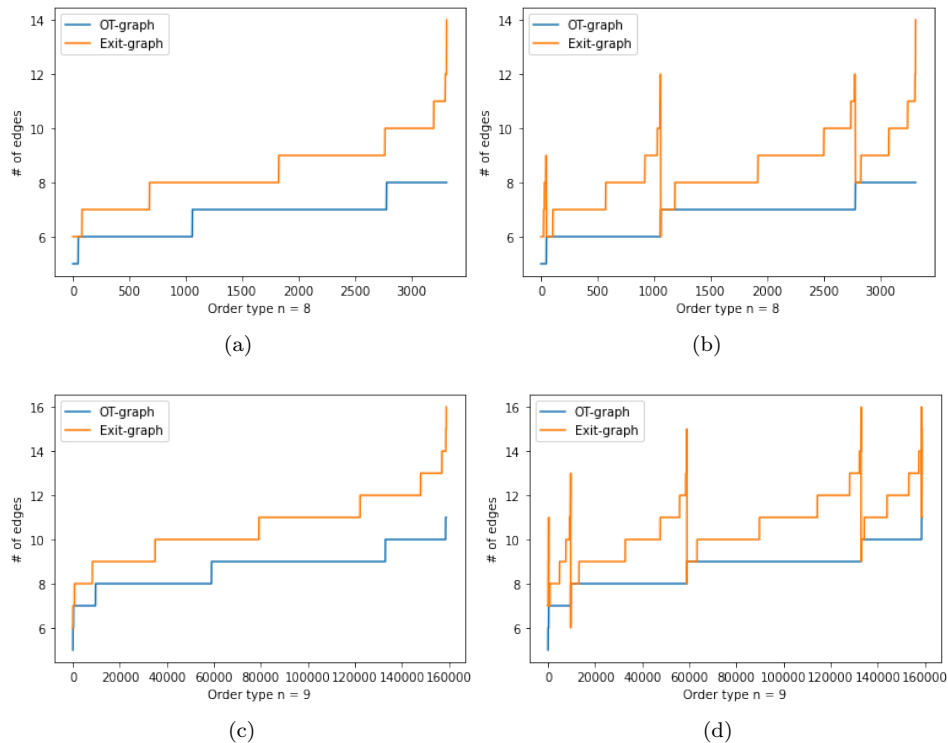 OT-graph
Exit-graph
14
12
10
8
6
# of edges
0 500 1000 1500 2000 2500 3000
Order type n = 8
(a)
OT-graph
Exit-graph
14
12
10
8
6
# of edges
0 500 1000 1500 2000 2500 3000
Order type n = 8
(b)
OT-graph
Exit-graph
16
14
12
10
8
6
# of edges
0 20000 40000 60000 80000 100000 120000 140000 160000
Order type n = 9
(c)
OT-graph
Exit-graph
16
14
12
10
8
6
# of edges
0 20000 40000 60000 80000 100000 120000 140000 160000
Order type n = 9
(d)